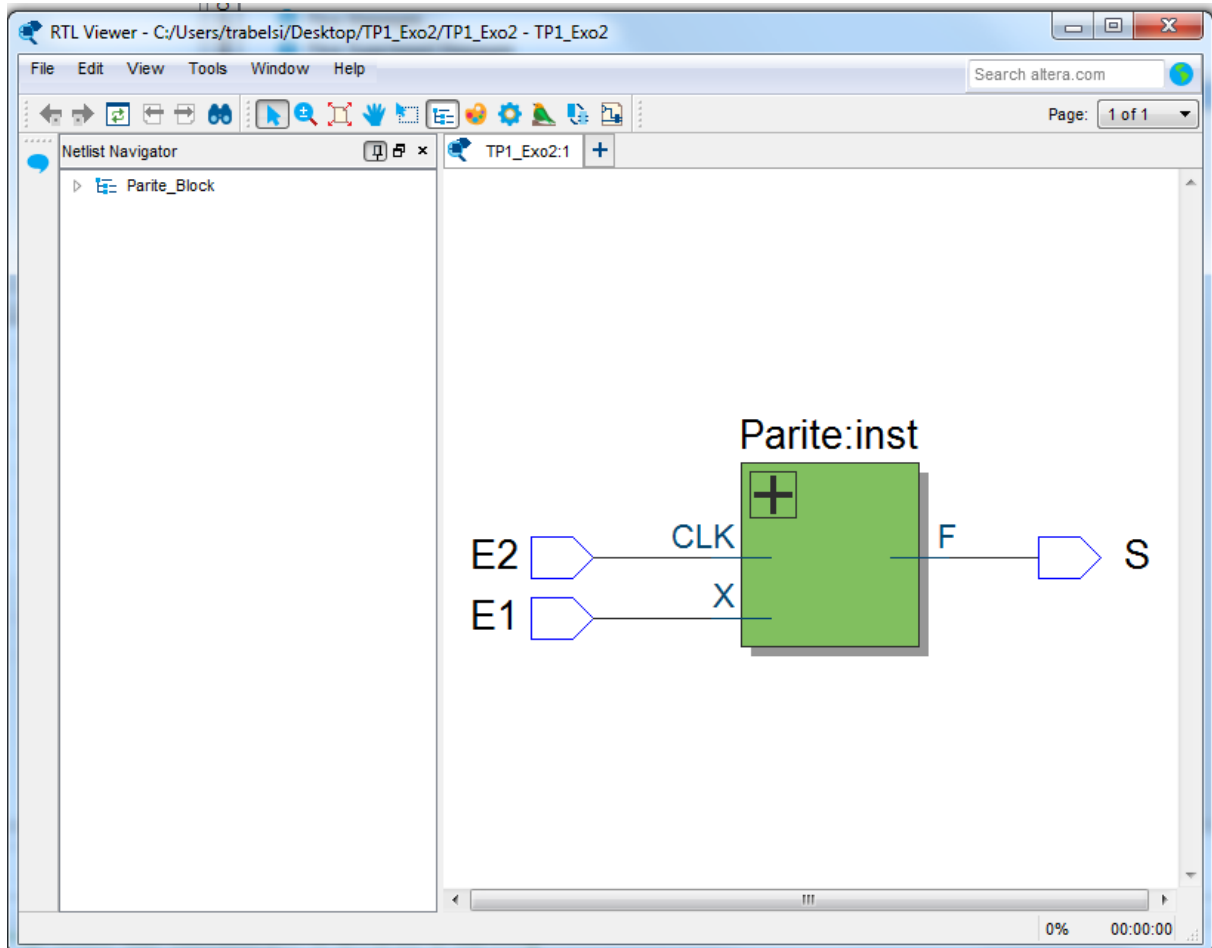 RTL Viewer - C:/Users/trabelsi/Desktop/TP1_Exo2/TP1_Exo2 - TP1_Exo2
File Edit View Tools Window Help
Search altera.com
Page: 1 of 1
Netlist Navigator
TP1_Exo2:1
Parite_Block
Parite:inst
E2
CLK
F
S
E1
X
0% 00:00:00